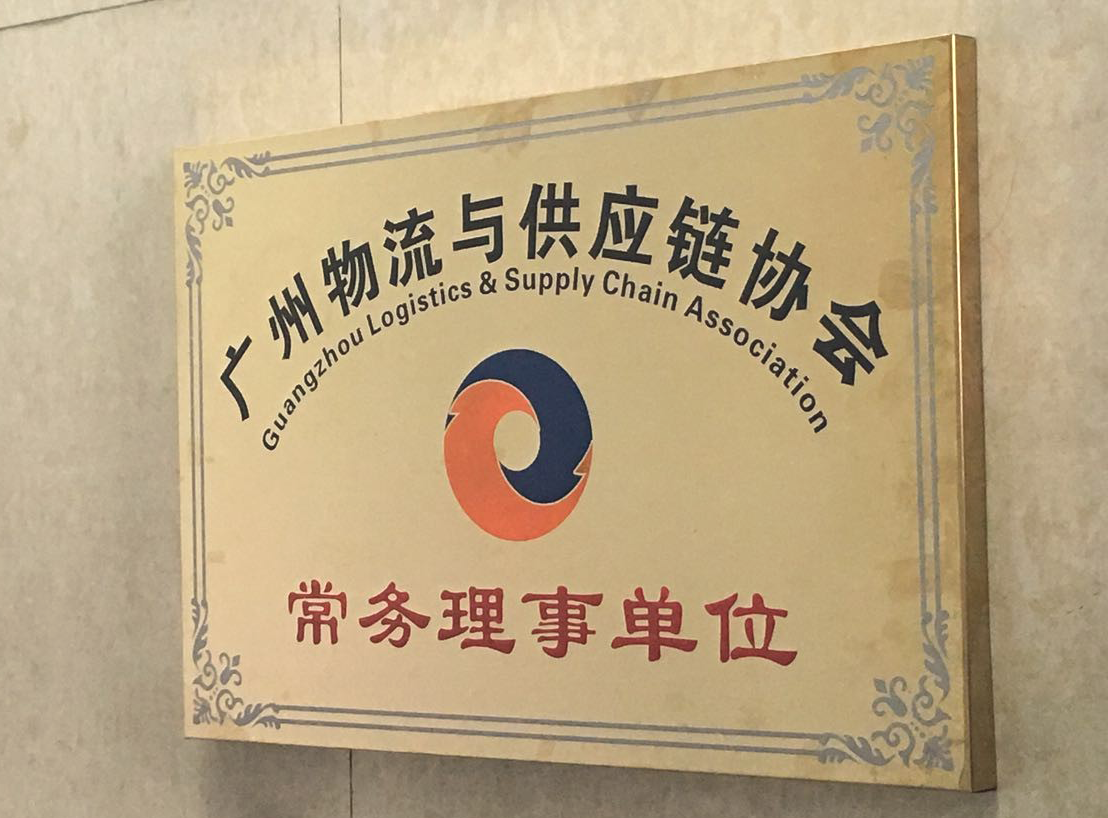 广州物流与供应链协会
Guangzhou Logistics & Supply Chain Association
常务理事单位